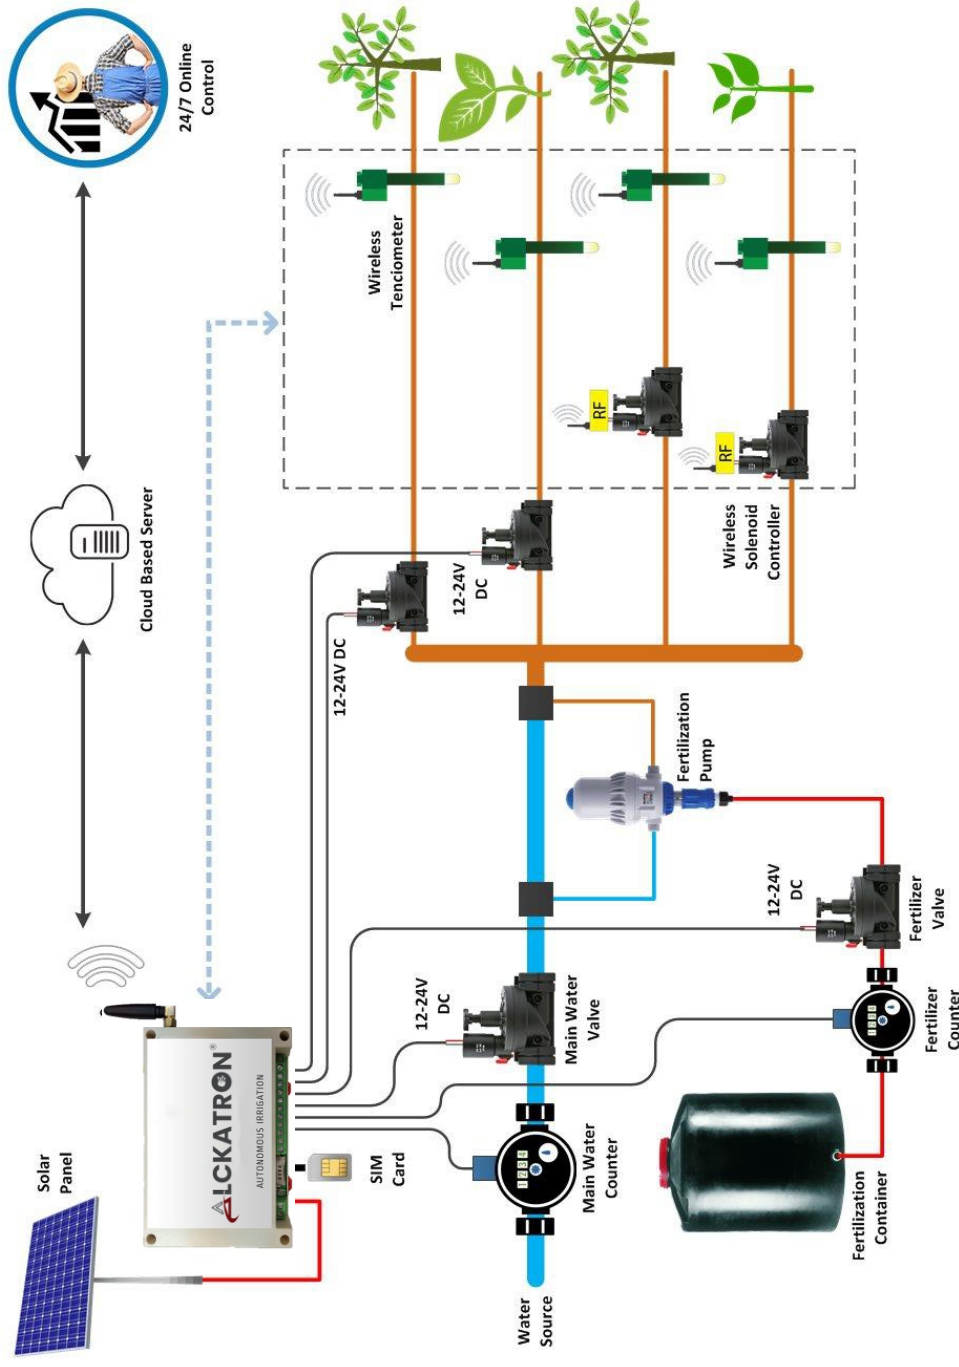 24/7 Online
Control
Cloud Based Server
Solar
Panel
ALCKATRON®
AUTONOMOUS IRRIGATION
SIM
Card
12-24V DC
12-24V
DC
Wireless
Tenciometer
RF
RF
Wireless
Solenoid
Controller
12-24V
DC
Main Water
Valve
Water
Source
1234
Main Water
Counter
Fertilization
Pump
12-24V
DC
Fertilizer
Valve
Fertilizer
Counter
Fertilization
Container